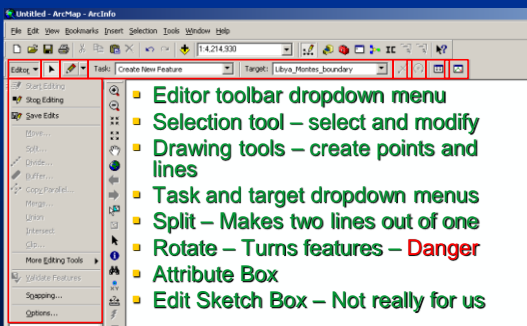 Untitled - ArcMap - ArcInfo
File Edit View Bookmarks Insert Selection Tools Window Help
1:4,214,930
Editor Task: Create New Feature Target: Libya_Montes_boundary
Start Editing
Stop Editing
Save Edits
Move...
Split...
Divide...
Buffer...
Copy Parallel...
Merge...
Union
Intersect
Clip...
More Editing Tools
Validate Features
Snapping...
Options...
Editor toolbar dropdown menu
Selection tool – select and modify
Drawing tools – create points and
lines
Task and target dropdown menus
Split – Makes two lines out of one
Rotate – Turns features – Danger
Attribute Box
Edit Sketch Box – Not really for us